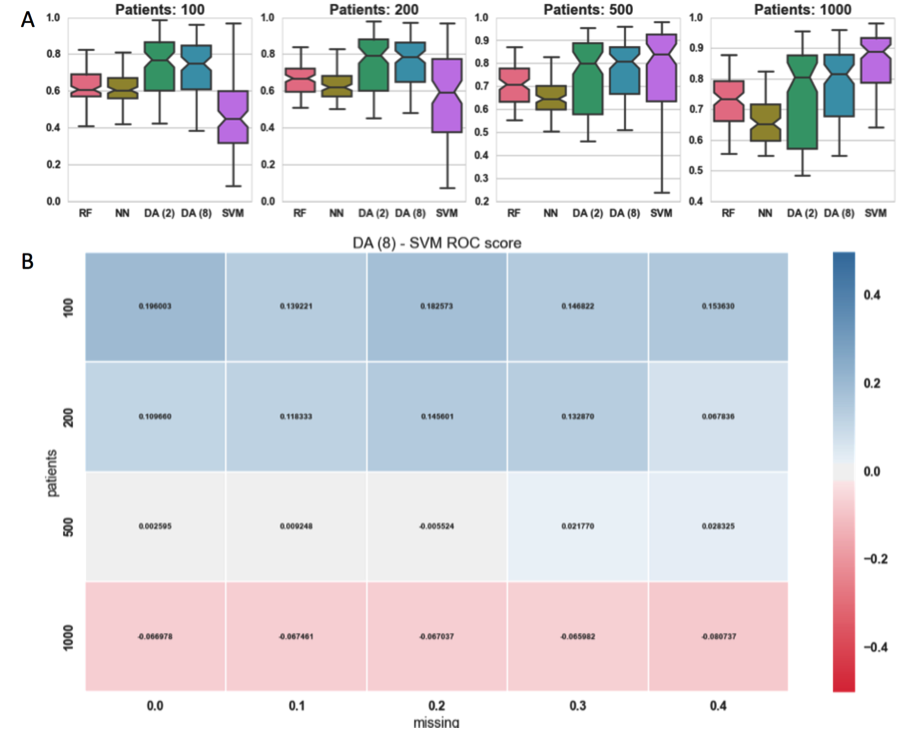 A
Patients: 100 Patients: 200 Patients: 500 Patients: 1000
1.0 1.0 1.0 1.0
0.9 0.9
0.8 0.8 0.8
0.7 0.8
0.6 0.6 0.6 0.7
0.5
0.4 0.4 0.6
0.4
0.2 0.2 0.3 0.5
0.0 0.0 0.2 0.4
RF NN DA (2) DA (8) SVM RF NN DA (2) DA (8) SVM RF NN DA (2) DA (8) SVM RF NN DA (2) DA (8) SVM
B
DA (8) - SVM ROC score
100 0.196003 0.139221 0.182573 0.146822 0.153630
200 0.109660 0.118333 0.145601 0.132870 0.067836
500 0.002595 0.009248 -0.005524 0.021770 0.028325
1000 -0.066978 -0.067461 -0.067037 -0.065982 -0.080737
patients
0.0 0.1 0.2 0.3 0.4
missing
0.4
0.2
0.0
−0.2
−0.4